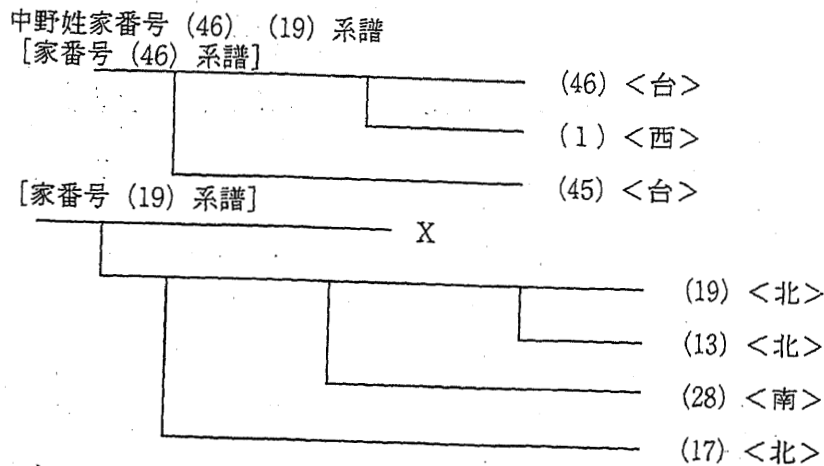 中野姓家番号(46) (19)系譜
[家番号(46)系譜]
(46)<台>
(1)<西>
(45)<台>
[家番号(19)系譜]
X
(19)<北>
(13)<北>
(28)<南>
(17)<北>